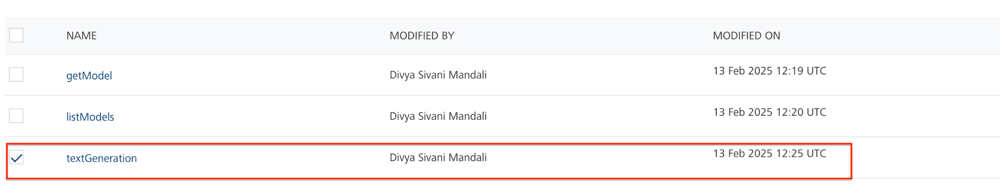 NAME MODIFIED BY MODIFIED ON
getModel Divya Sivani Mandali 13 Feb 2025 12:19 UTC
listModels Divya Sivani Mandali 13 Feb 2025 12:20 UTC
textGeneration Divya Sivani Mandali 13 Feb 2025 12:25 UTC